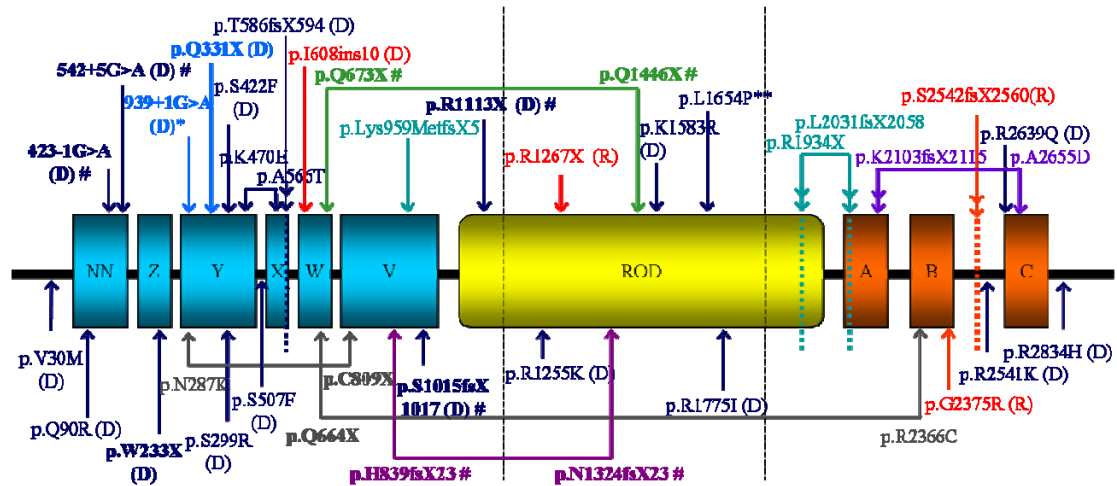 p.T586fsX594 (D)
p.Q331X (D)
p.I608ins10 (D)
542+5G>A (D) #
p.S422F
(D)
p.Q673X #
p.Q1446X #
939+1G>A
(D)*
p.R1113X (D) #
p.L1654P**
p.S2542fsX2560(R)
p.Lys959MetfsX5
p.K1583R
(D)
p.L2031fsX2058
p.R2639Q (D)
423-1G>A
(D) #
p.K470E
p.R1267X (R)
p.R1934X
p.K2103fsX2115
p.A2655D
p.A566T
NN
Z
Y
X
W
V
ROD
A
B
C
p.V30M
(D)
p.N287K
p.C809X
p.S1015fsX
1017 (D) #
p.R1255K (D)
p.R2834H (D)
p.S507F
(D)
p.R2541K (D)
p.Q90R (D)
p.R1775I (D)
p.G2375R (R)
p.W233X
(D)
p.S299R
(D)
p.Q664X
p.R2366C
p.H839fsX23 #
p.N1324fsX23 #